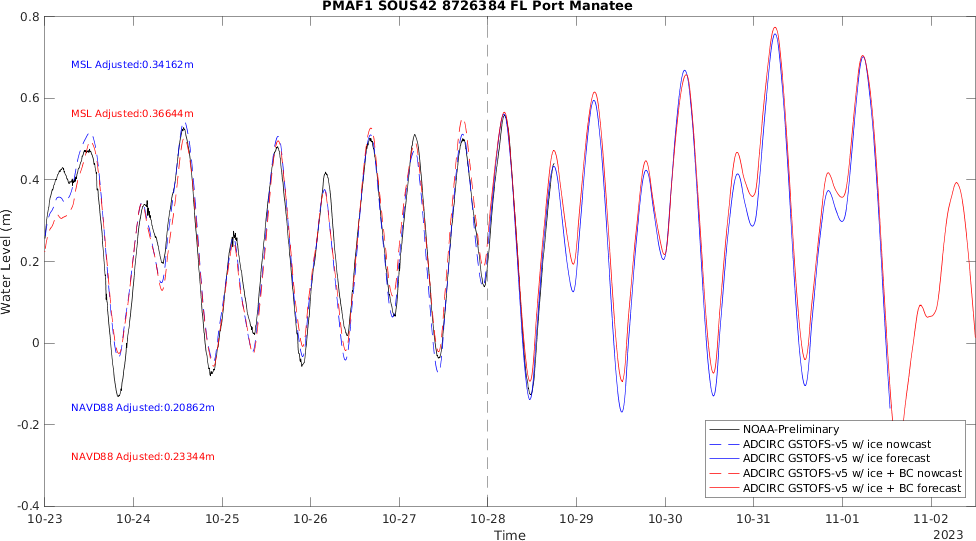 PMAF1 SOUS42 8726384 FL Port Manatee
0.8
0.6
0.4
0.2
0
-0.2
-0.4
Water Level (m)
MSL Adjusted:0.34162m
MSL Adjusted:0.36644m
NAVD88 Adjusted:0.20862m
NAVD88 Adjusted:0.23344m
NOAA-Preliminary
ADCIRC GSTOFS-v5 w/ ice nowcast
ADCIRC GSTOFS-v5 w/ ice forecast
ADCIRC GSTOFS-v5 w/ ice + BC nowcast
ADCIRC GSTOFS-v5 w/ ice + BC forecast
10-23 10-24 10-25 10-26 10-27 10-28 10-29 10-30 10-31 11-01 11-02
Time 2023